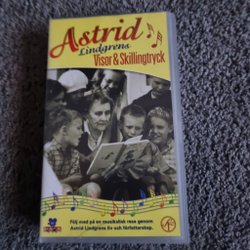 Astrid
Lindgrens
Visor & Skillingtryck
Följ med på en musikalisk resa genom
Astrid Lindgrens liv och författarskap.